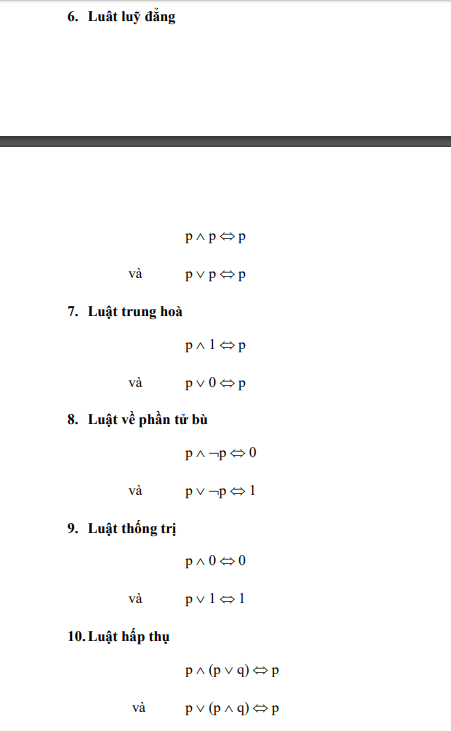 6. Luât luỹ đẳng
p ∧ p ⇔ p
và p ∨ p ⇔ p
7. Luật trung hoà
p ∧ 1 ⇔ p
và p ∨ 0 ⇔ p
8. Luật về phần tử bù
p ∧ ¬p ⇔ 0
và p ∨ ¬p ⇔ 1
9. Luật thống trị
p ∧ 0 ⇔ 0
và p ∨ 1 ⇔ 1
10. Luật hấp thụ
p ∧ (p ∨ q) ⇔ p
và p ∨ (p ∧ q) ⇔ p